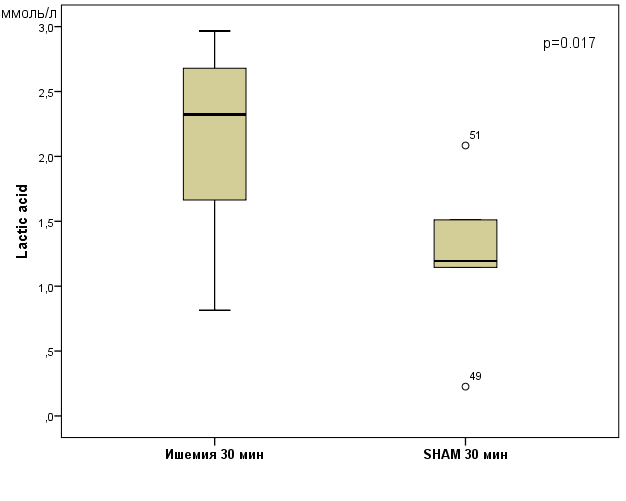 ммоль/л
3,0
p=0.017
2,5
51
2,0
Lactic acid
1,5
1,0
,5
49
,0
Ишемия 30 мин
SHAM 30 мин